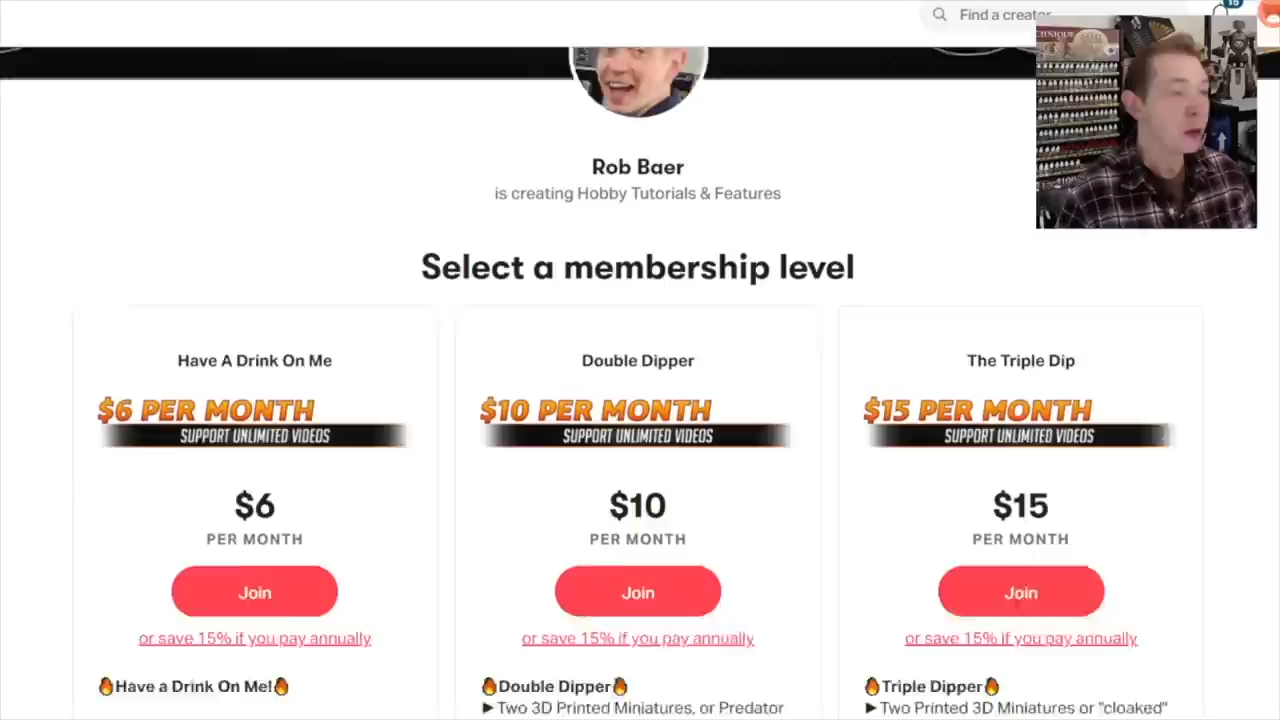 Find a creator
15
CHNIQUE
Rob Baer
is creating Hobby Tutorials & Features
Select a membership level
Have A Drink On Me
$6 PER MONTH
SUPPORT UNLIMITED VIDEOS
$6
PER MONTH
Join
or save 15% if you pay annually
🔥Have a Drink On Me!🔥
Double Dipper
$10 PER MONTH
SUPPORT UNLIMITED VIDEOS
$10
PER MONTH
Join
or save 15% if you pay annually
🔥Double Dipper🔥
►Two 3D Printed Miniatures, or Predator
The Triple Dip
$15 PER MONTH
SUPPORT UNLIMITED VIDEOS
$15
PER MONTH
Join
or save 15% if you pay annually
🔥Triple Dipper🔥
►Two Printed 3D Miniatures or "cloaked"